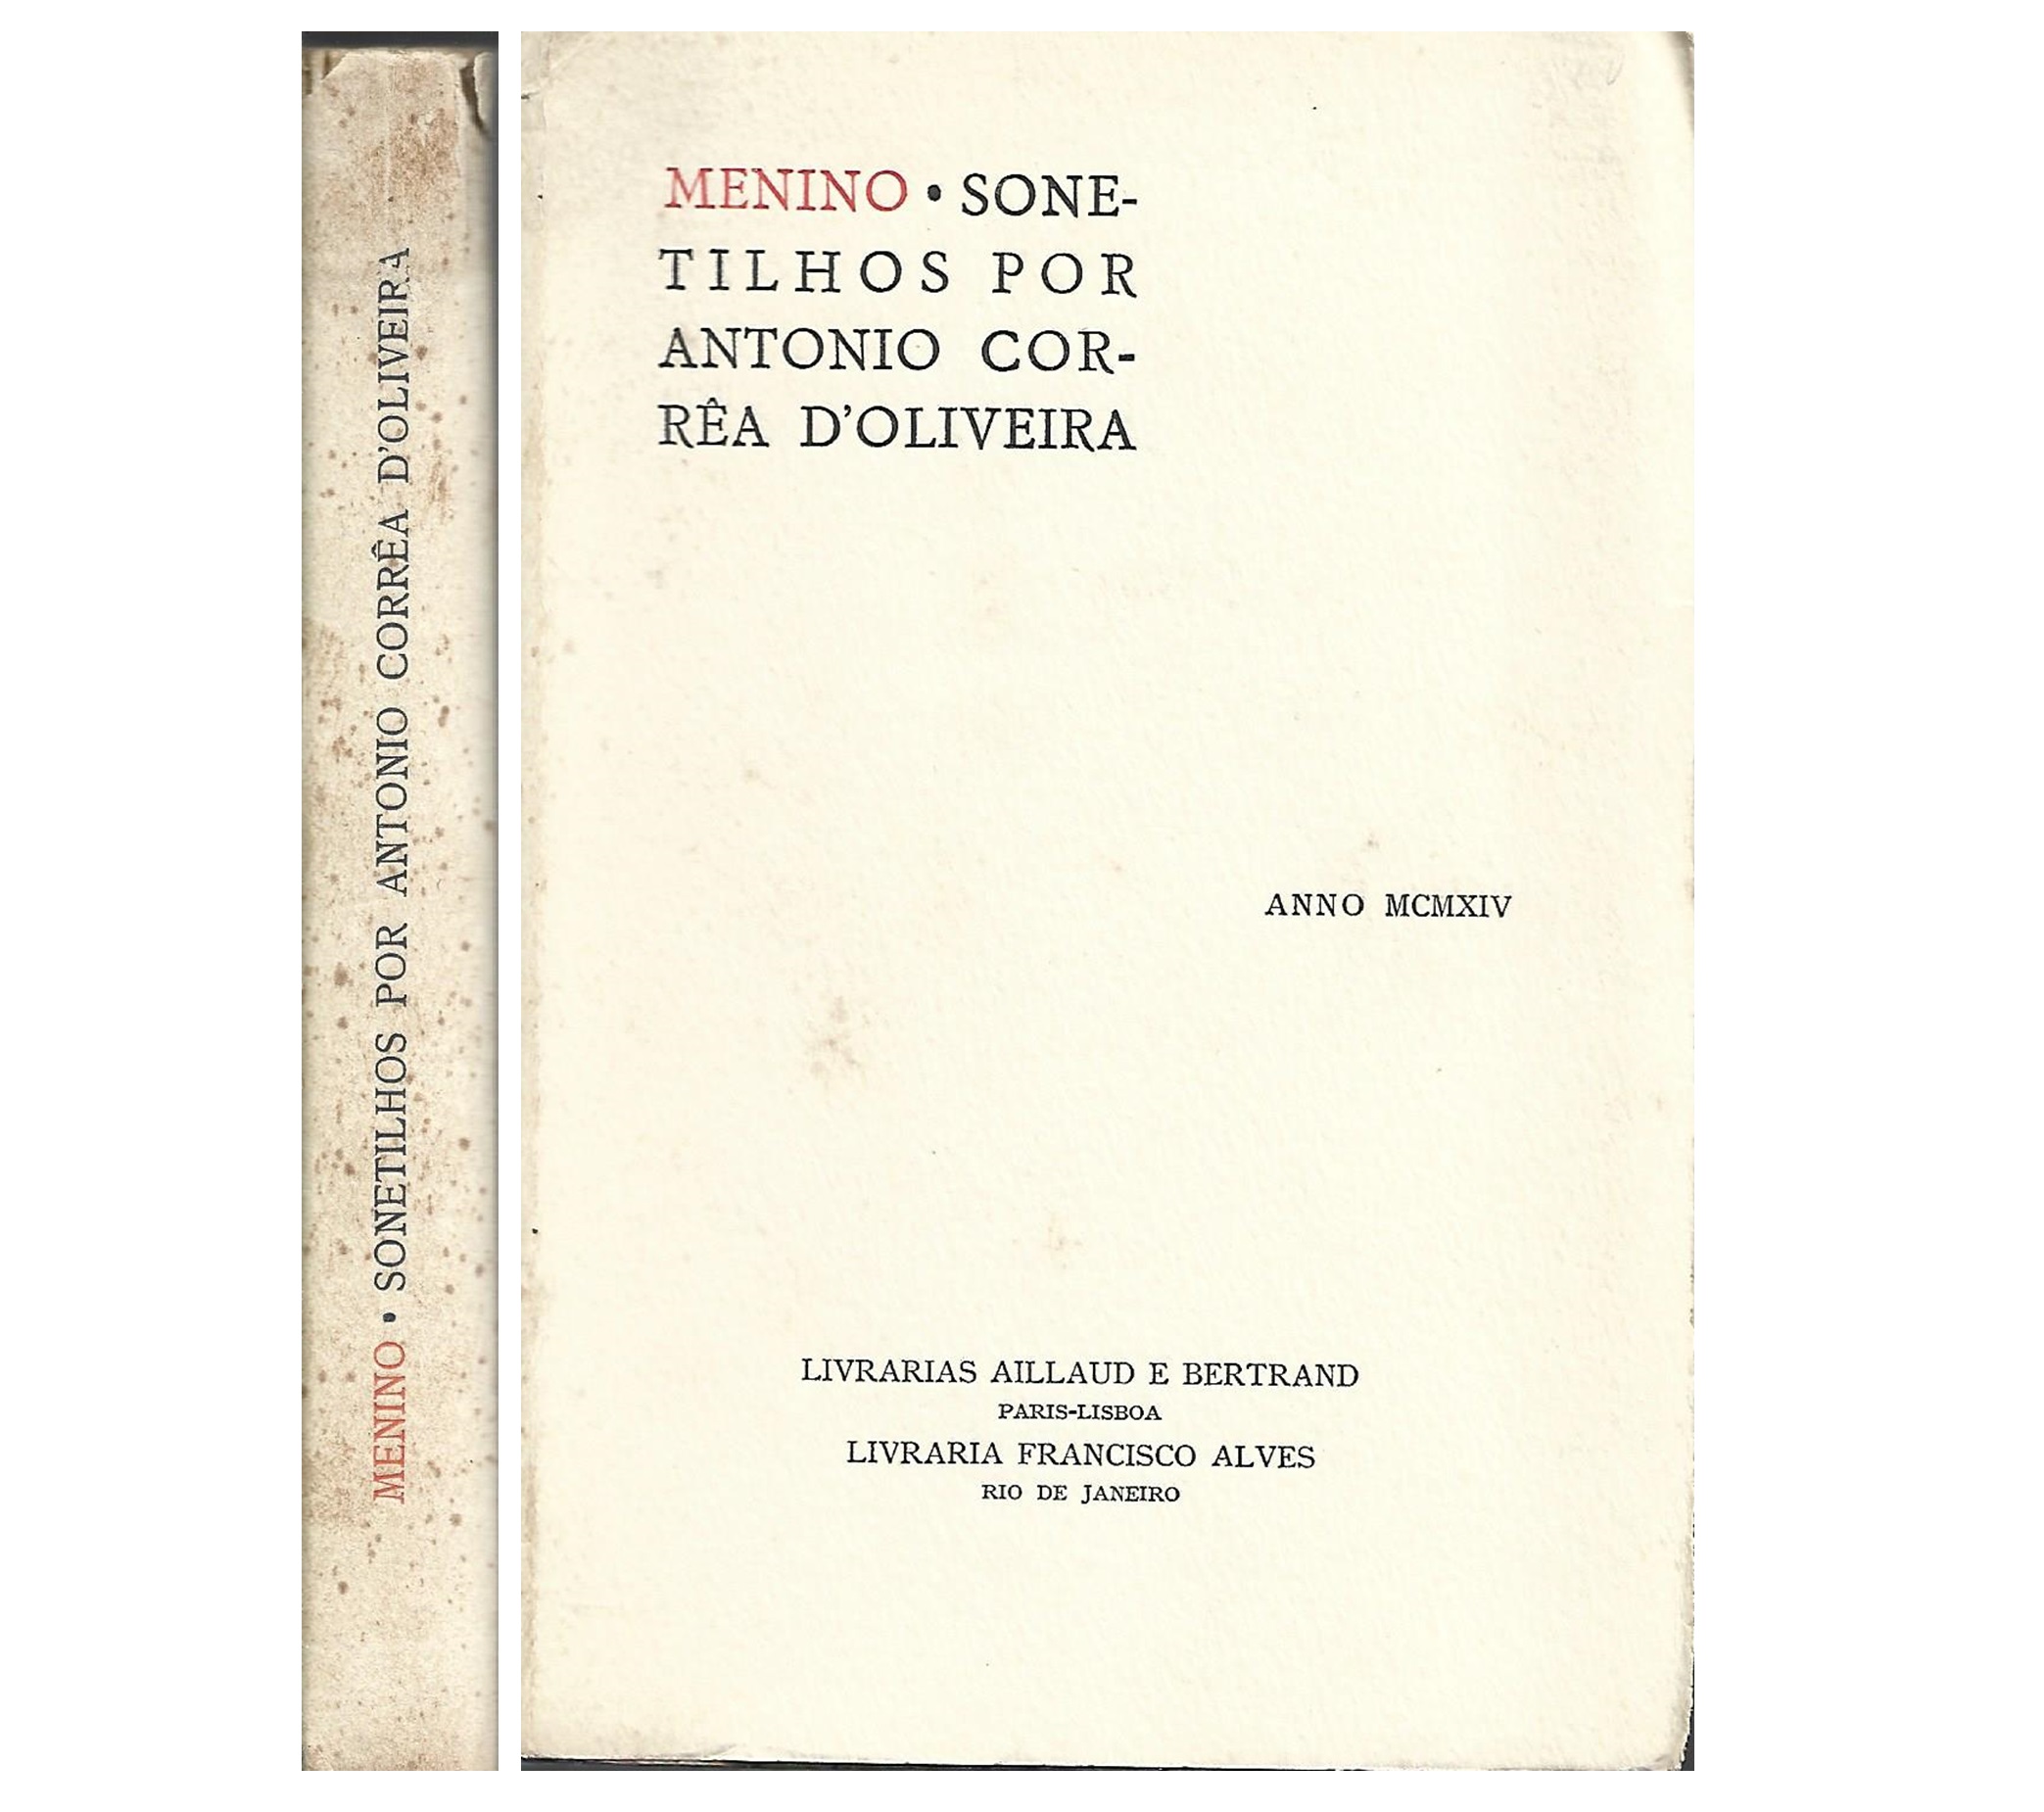 MENINO • SONETILHOS POR ANTONIO CORRÊA D'OLIVEIRA
MENINO • SONE-
TILHOS POR
ANTONIO COR-
RÊA D'OLIVEIRA
ANNO MCMXIV
LIVRARIAS AILLAUD E BERTRAND
PARIS-LISBOA
LIVRARIA FRANCISCO ALVES
RIO DE JANEIRO